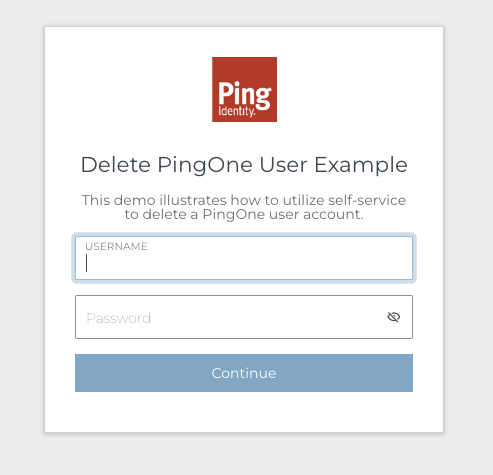 Ping
Identity.
Delete PingOne User Example
This demo illustrates how to utilize self-service
to delete a PingOne user account.
USERNAME
Password
Continue